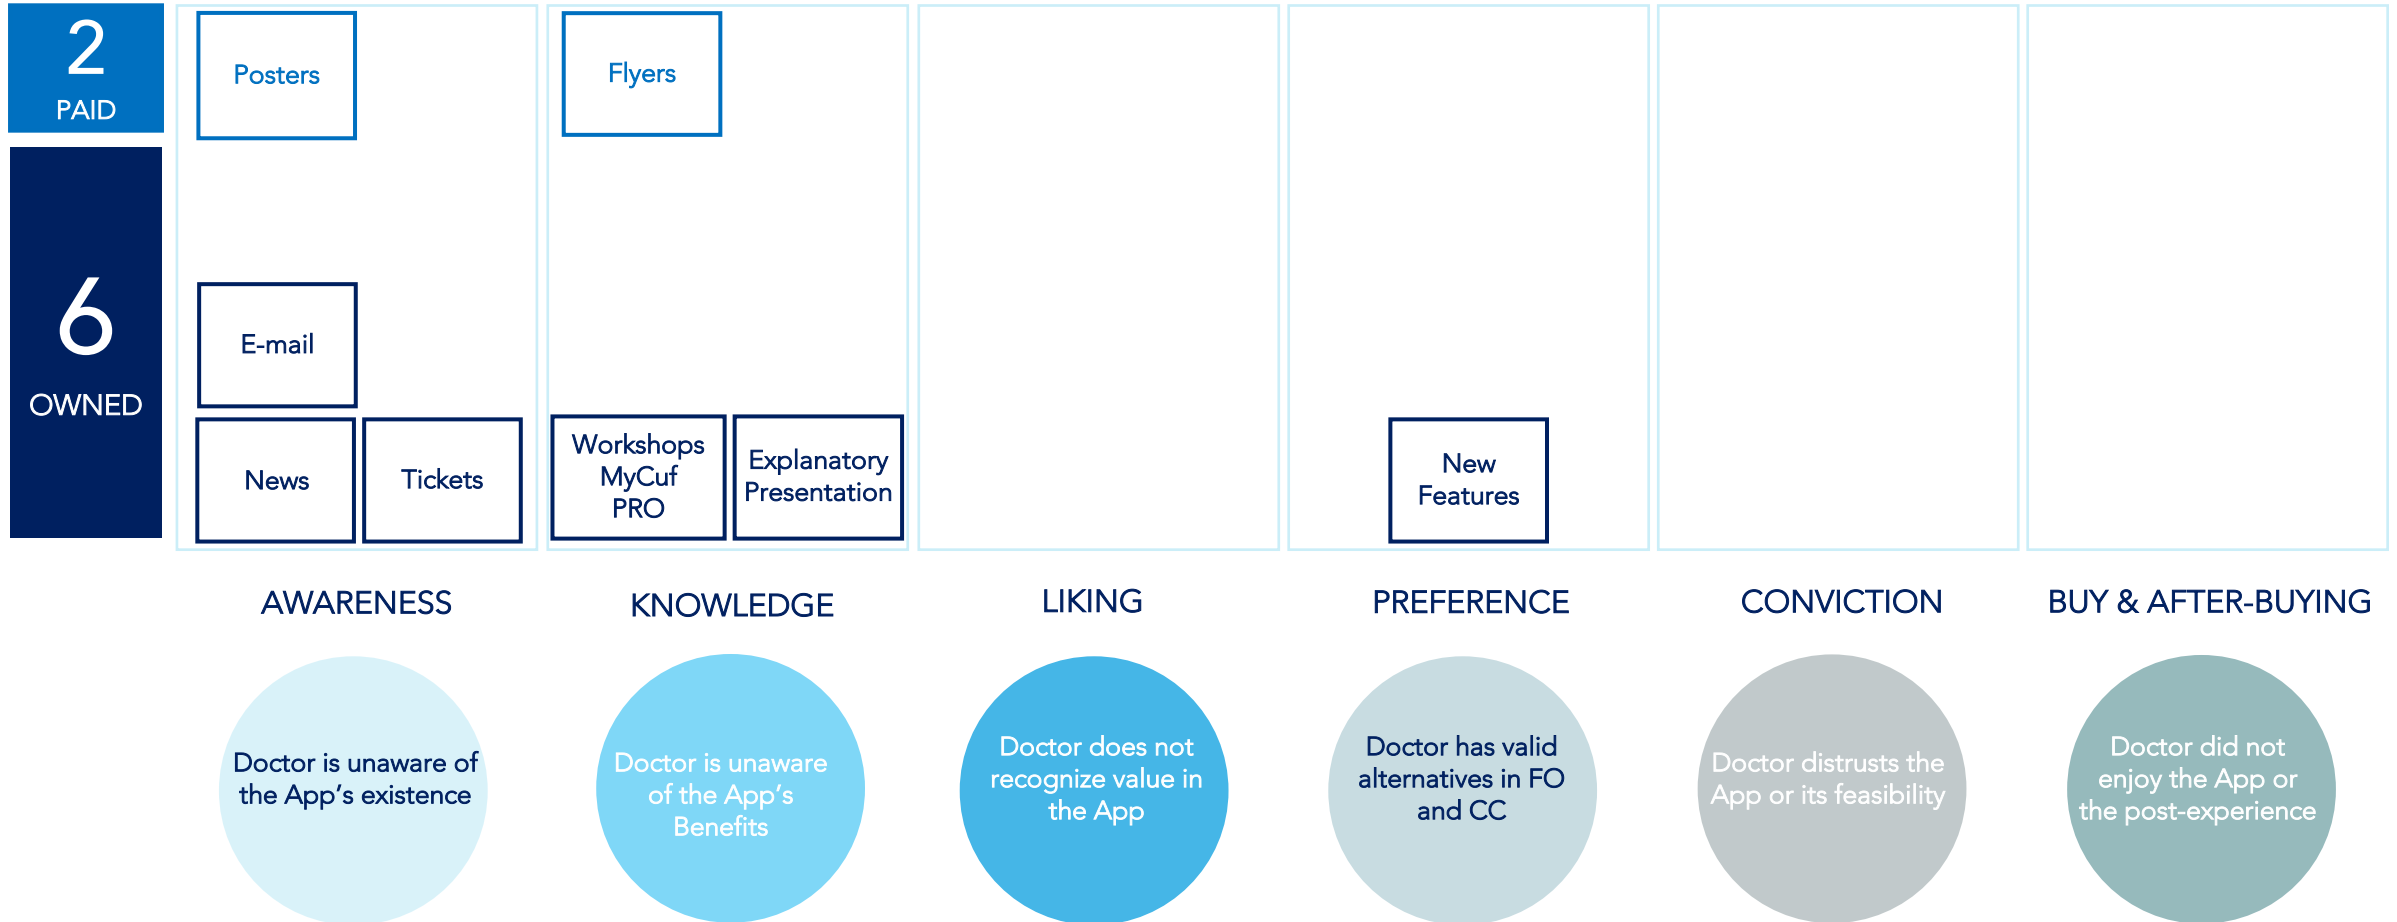 2
PAID
Posters
Flyers
6
OWNED
E-mail
News
Tickets
Workshops
MyCuf
PRO
Explanatory
Presentation
New
Features
AWARENESS
KNOWLEDGE
LIKING
PREFERENCE
CONVICTION
BUY & AFTER-BUYING
Doctor is unaware of
the App’s existence
Doctor is unaware
of the App’s
Benefits
Doctor does not
recognize value in
the App
Doctor has valid
alternatives in FO
and CC
Doctor distrusts the
App or its feasibility
Doctor did not
enjoy the App or
the post-experience